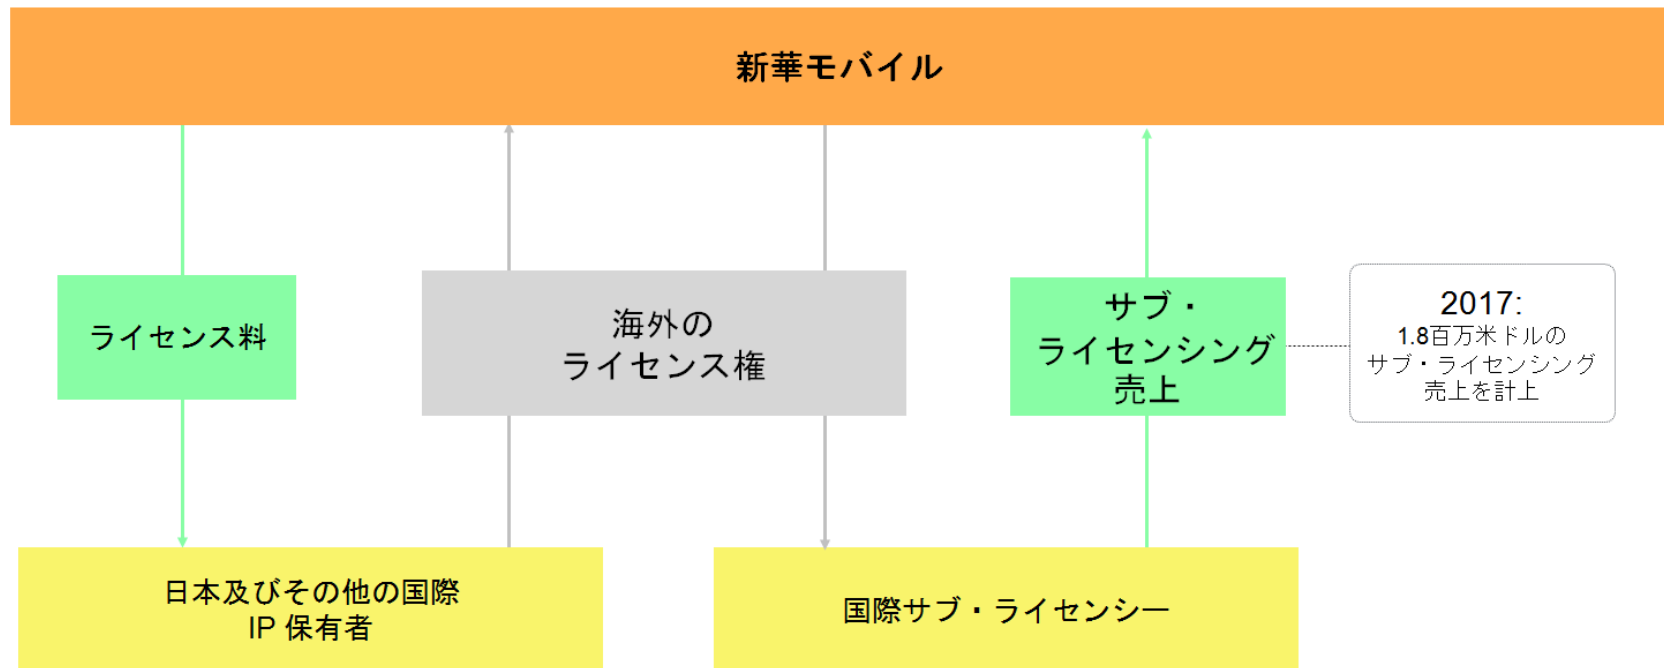 新華モバイル
ライセンス料
海外の
ライセンス権
サブ・
ライセンシング
売上
2017:
1.8百万米ドルの
サブ・ライセンシング
売上を計上
日本及びその他の国際
IP 保有者
国際サブ・ライセンシー